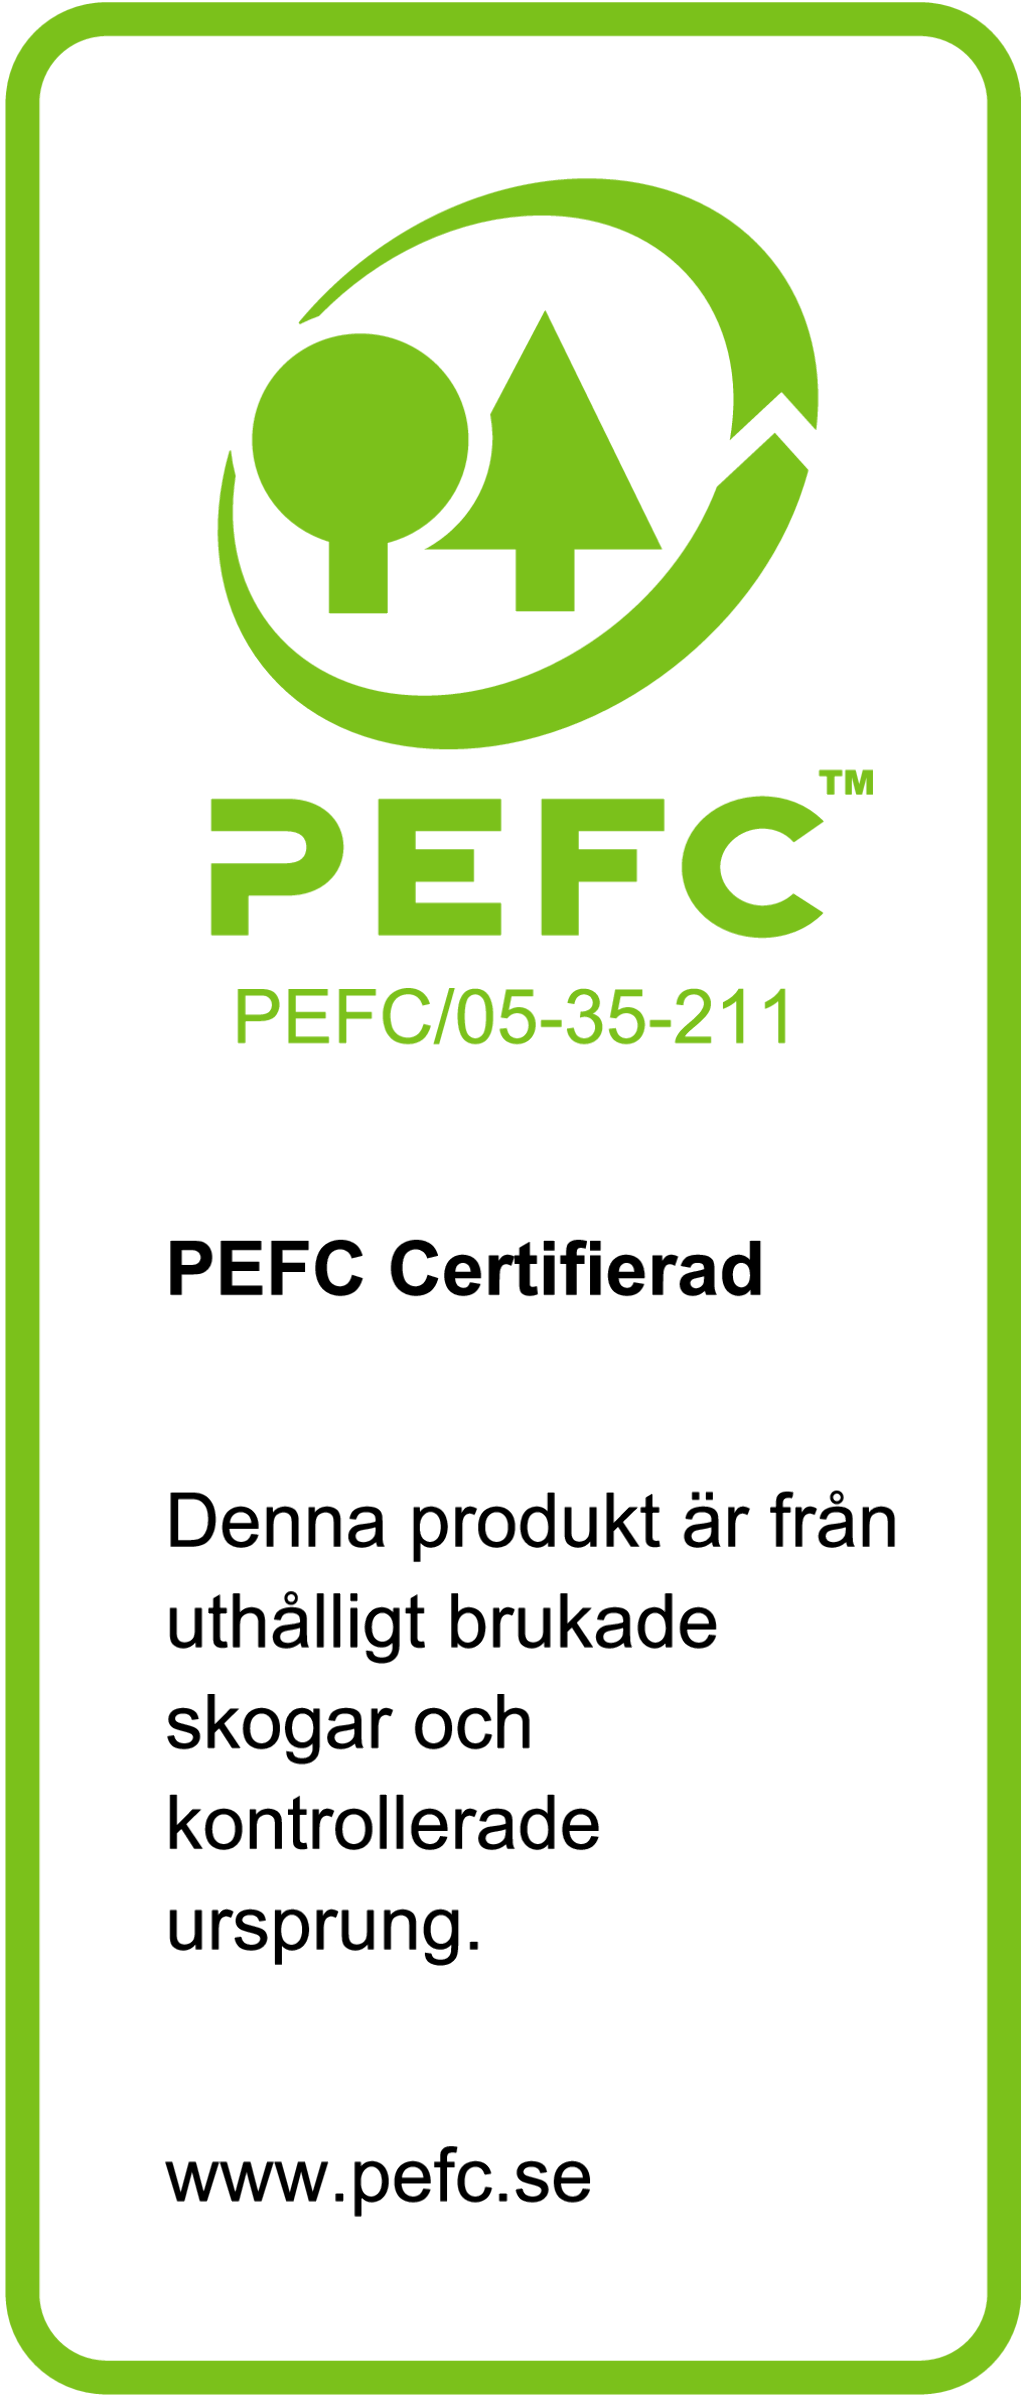 PEFC™
PEFC/05-35-211
PEFC Certifierad
Denna produkt är från
uthålligt brukade
skogar och
kontrollerade
ursprung.
www.pefc.se